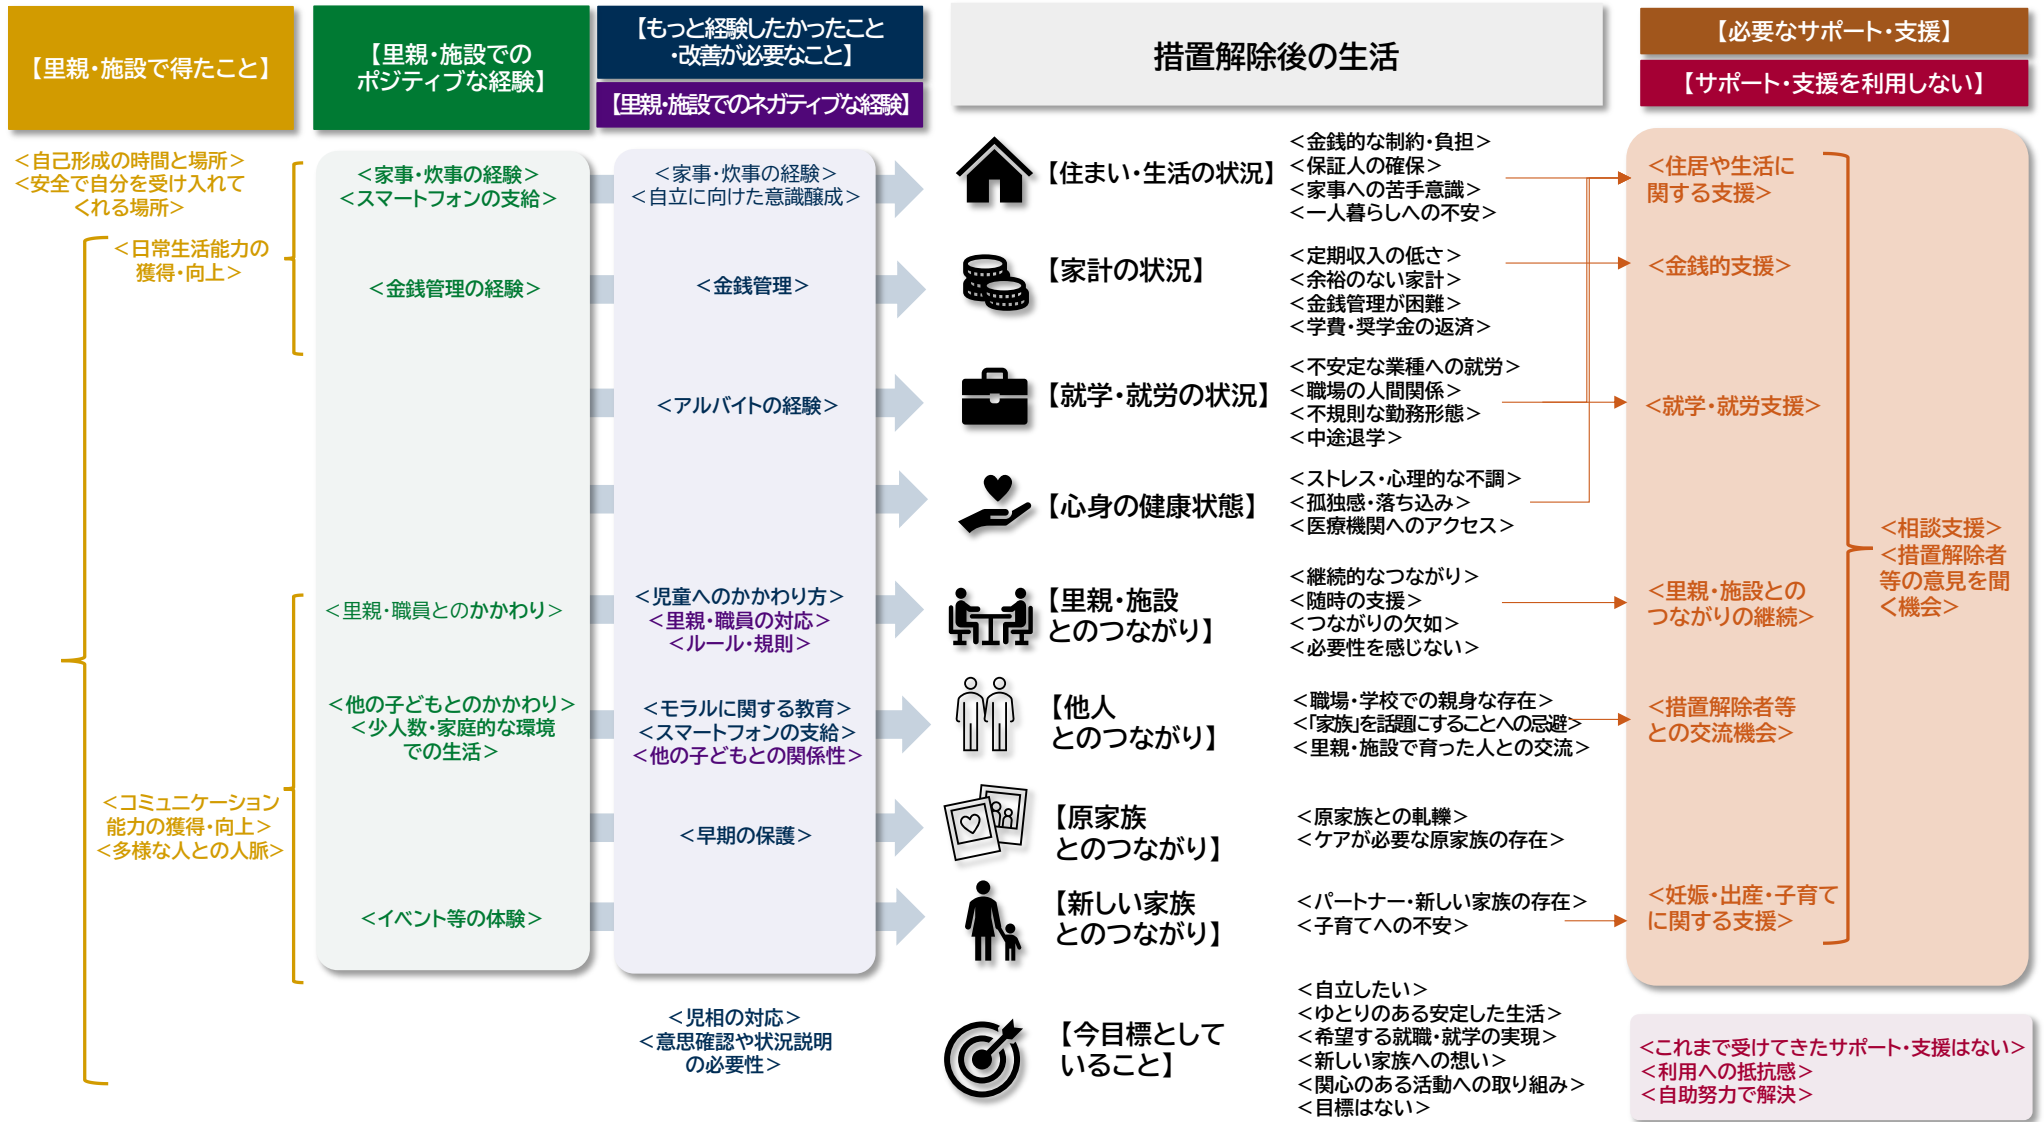 【里親・施設で得たこと】
【里親・施設での
ポジティブな経験】
【もっと経験したかったこと
・改善が必要なこと】
【里親・施設でのネガティブな経験】
措置解除後の生活
【必要なサポート・支援】
【サポート・支援を利用しない】
＜自己形成の時間と場所＞
＜安全で自分を受け入れて
くれる場所＞
＜日常生活能力の
獲得・向上＞
＜コミュニケーション
能力の獲得・向上＞
＜多様な人との人脈＞
＜家事・炊事の経験＞
＜スマートフォンの支給＞
＜金銭管理の経験＞
＜里親・職員とのかかわり＞
＜他の子どもとのかかわり＞
＜少人数・家庭的な環境
での生活＞
＜イベント等の体験＞
＜家事・炊事の経験＞
＜自立に向けた意識醸成＞
＜金銭管理＞
＜アルバイトの経験＞
＜児童へのかかわり方＞
＜里親・職員の対応＞
＜ルール・規則＞
＜モラルに関する教育＞
＜スマートフォンの支給＞
＜他の子どもとの関係性＞
＜早期の保護＞
＜児相の対応＞
＜意思確認や状況説明
の必要性＞
【住まい・生活の状況】
＜金銭的な制約・負担＞
＜保証人の確保＞
＜家事への苦手意識＞
＜一人暮らしへの不安＞
【家計の状況】
＜定期収入の低さ＞
＜余裕のない家計＞
＜金銭管理が困難＞
＜学費・奨学金の返済＞
【就学・就労の状況】
＜不安定な業種への就労＞
＜職場の人間関係＞
＜不規則な勤務形態＞
＜中途退学＞
【心身の健康状態】
＜ストレス・心理的な不調＞
＜孤独感・落ち込み＞
＜医療機関へのアクセス＞
【里親・施設
とのつながり】
＜継続的なつながり＞
＜随時の支援＞
＜つながりの欠如＞
＜必要性を感じない＞
【他人
とのつながり】
＜職場・学校での親身な存在＞
＜「家族」を話題にすることへの忌避＞
＜里親・施設で育った人との交流＞
【原家族
とのつながり】
＜原家族との軋轢＞
＜ケアが必要な原家族の存在＞
【新しい家族
とのつながり】
＜パートナー・新しい家族の存在＞
＜子育てへの不安＞
【今目標として
いること】
＜自立したい＞
＜ゆとりのある安定した生活＞
＜希望する就職・就学の実現＞
＜新しい家族への想い＞
＜関心のある活動への取り組み＞
＜目標はない＞
＜住居や生活に
関する支援＞
＜金銭的支援＞
＜就学・就労支援＞
＜里親・施設との
つながりの継続＞
＜措置解除者等
との交流機会＞
＜妊娠・出産・子育て
に関する支援＞
＜相談支援＞
＜措置解除者
等の意見を聞
く機会＞
＜これまで受けてきたサポート・支援はない＞
＜利用への抵抗感＞
＜自助努力で解決＞